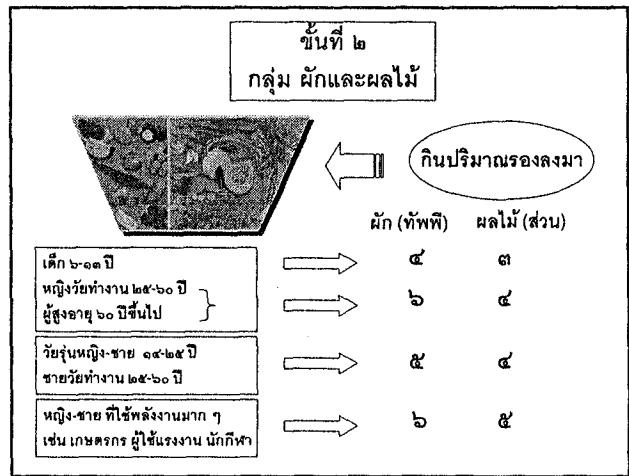 ขั้นที่ ๒
กลุ่ม ผักและผลไม้
กินปริมาณรองลงมา
ผัก (ทัพพี) ผลไม้ (ส่วน)
เด็ก ๖-๑๓ ปี ๔ ๓
หญิงวัยทำงาน ๒๕-๖๐ ปี
ผู้สูงอายุ ๖๐ ปีขึ้นไป ๖ ๔
วัยรุ่นหญิง-ชาย ๑๔-๒๕ ปี
ชายวัยทำงาน ๒๕-๖๐ ปี ๕ ๔
หญิง-ชาย ที่ใช้พลังงานมาก ๆ
เช่น เกษตรกร ผู้ใช้แรงงาน นักกีฬา ๖ ๕